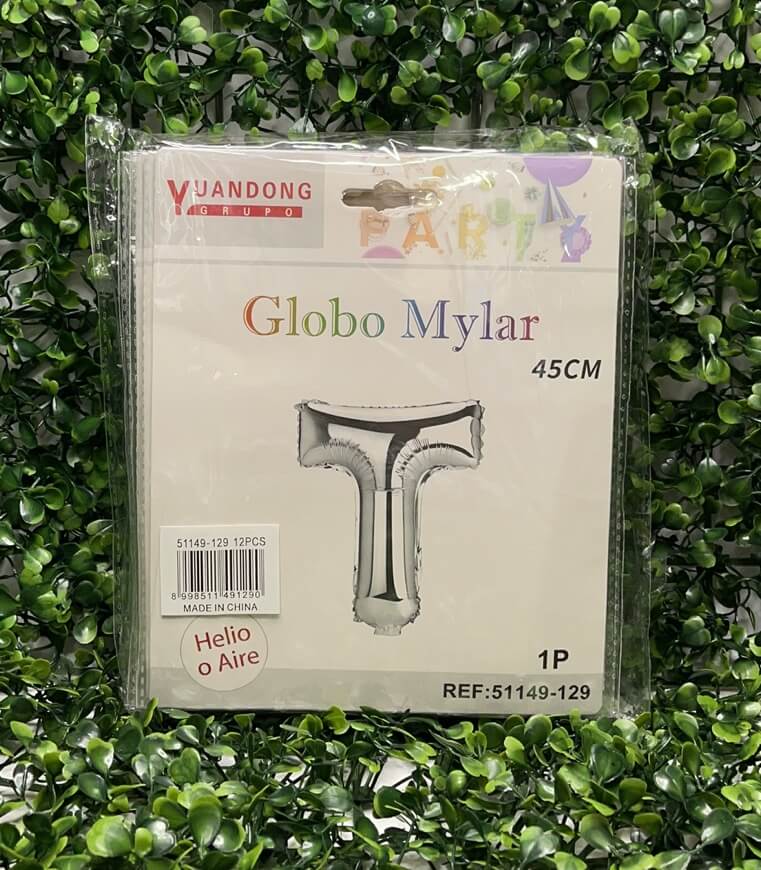 YUANDONG
GRUPO
PARTY
Globo Mylar
45CM
51149-129 12PCS
8 998511 491290
MADE IN CHINA
Helio
o Aire
1P
REF:51149-129